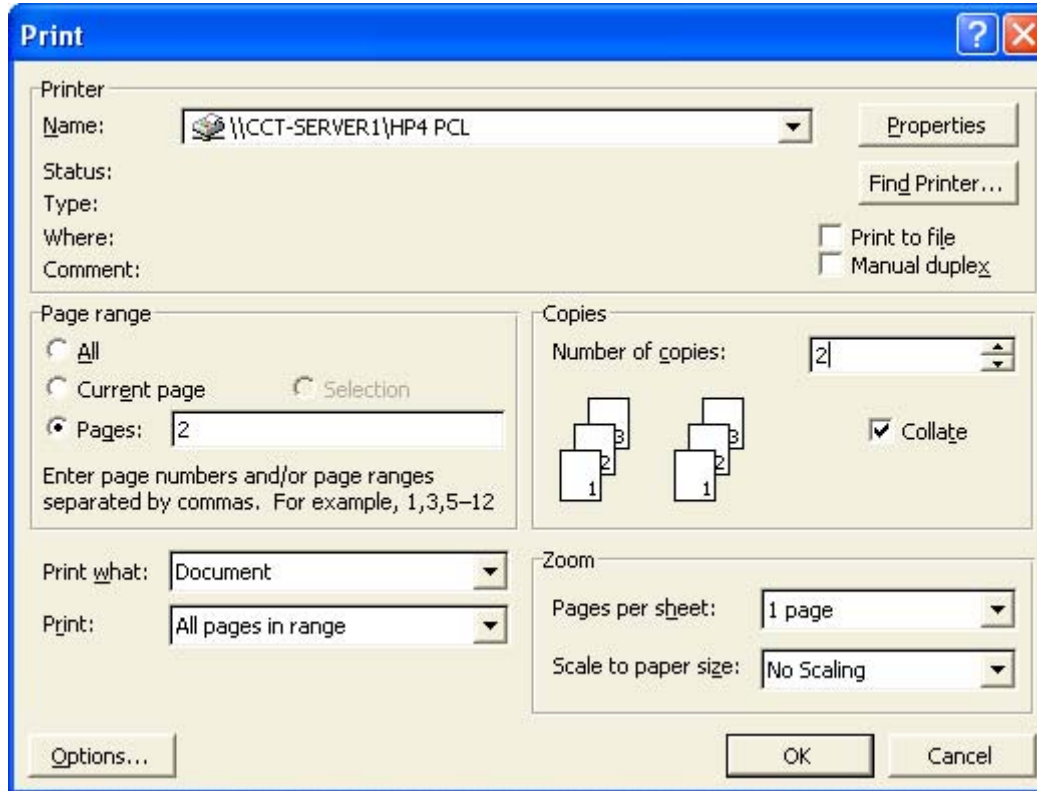 Print
Printer
Name: \\CCT-SERVER1\HP4 PCL
Properties
Status:
Find Printer...
Type:
Where:
Print to file
Comment:
Manual duplex
Page range
All
Current page
Selection
Pages: 2
Enter page numbers and/or page ranges
separated by commas. For example, 1,3,5–12
Copies
Number of copies: 2
3 3
2 2
1 1
Collate
Print what: Document
Print: All pages in range
Zoom
Pages per sheet: 1 page
Scale to paper size: No Scaling
Options...
OK
Cancel